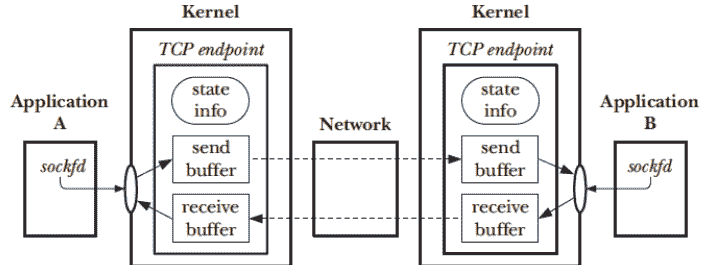 Kernel
Kernel
TCP endpoint
TCP endpoint
state
info
state
info
Application
A
Network
Application
B
sockfd
send
buffer
send
buffer
sockfd
receive
buffer
receive
buffer